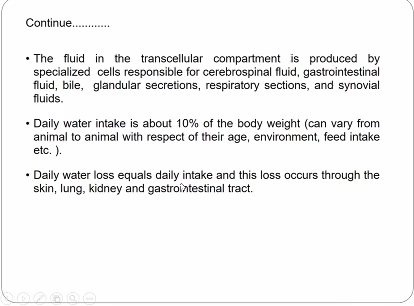 Continue............
• The fluid in the transcellular compartment is produced by
specialized cells responsible for cerebrospinal fluid, gastrointestinal
fluid, bile, glandular secretions, respiratory sections, and synovial
fluids.
• Daily water intake is about 10% of the body weight (can vary from
animal to animal with respect of their age, environment, feed intake
etc. ).
• Daily water loss equals daily intake and this loss occurs through the
skin, lung, kidney and gastrointestinal tract.